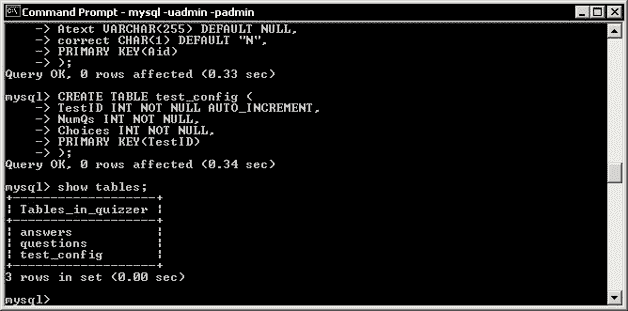 Command Prompt - mysql -uadmin -padmin
    -> Atext VARCHAR(255) DEFAULT NULL,
    -> correct CHAR(1) DEFAULT "N",
    -> PRIMARY KEY(Aid)
    -> );
Query OK, 0 rows affected (0.33 sec)
mysql> CREATE TABLE test_config (
    -> TestID INT NOT NULL AUTO_INCREMENT,
    -> NumQs INT NOT NULL,
    -> Choices INT NOT NULL,
    -> PRIMARY KEY(TestID)
    -> );
Query OK, 0 rows affected (0.34 sec)
mysql> show tables;
+-------------------+
| Tables_in_quizzer |
+-------------------+
| answers           |
| questions         |
| test_config       |
+-------------------+
3 rows in set (0.00 sec)
mysql>